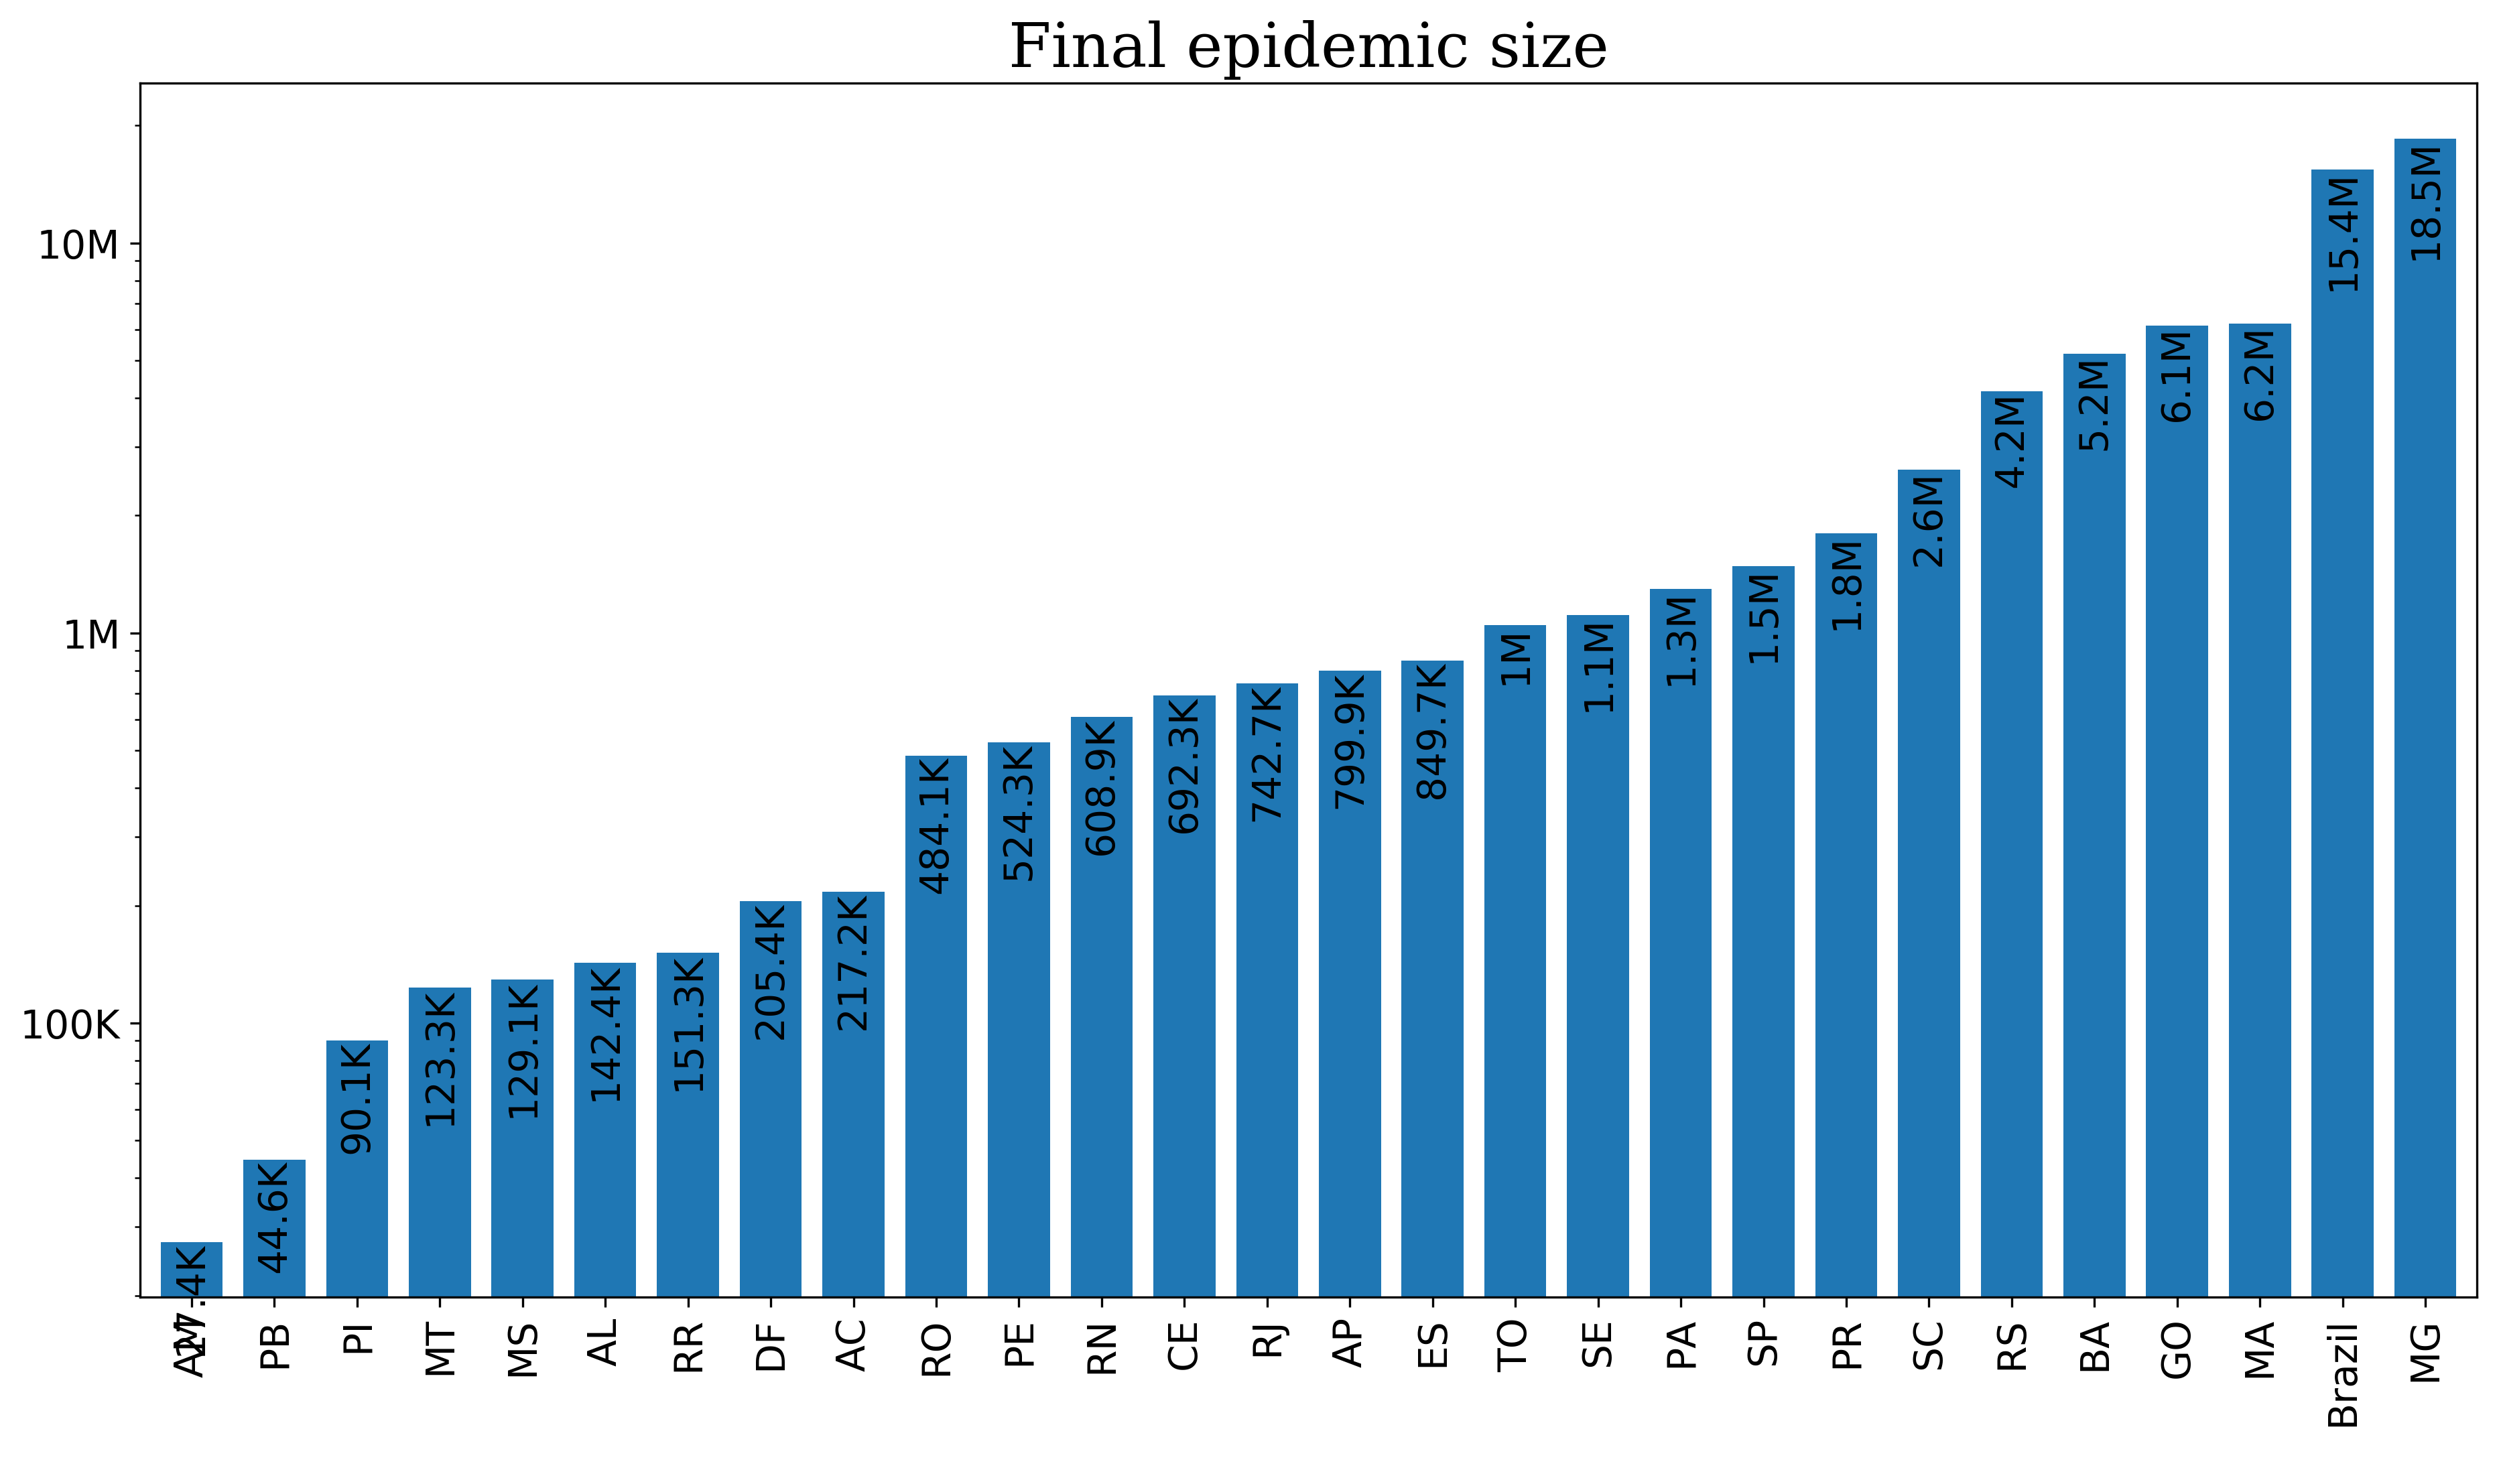 Final epidemic size
10M
1M
100K
44.6K
90.1K
123.3K
129.1K
142.4K
151.3K
205.4K
217.2K
484.1K
524.3K
608.9K
692.3K
742.7K
799.9K
849.7K
1M
1.1M
1.3M
1.5M
1.8M
2.6M
4.2M
5.2M
6.1M
6.2M
15.4M
18.5M
PB
PI
MT
MS
AL
RR
DF
AC
RO
PE
RN
CE
RJ
AP
ES
TO
SE
PA
SP
PR
SC
RS
BA
GO
MA
Brazil
MG